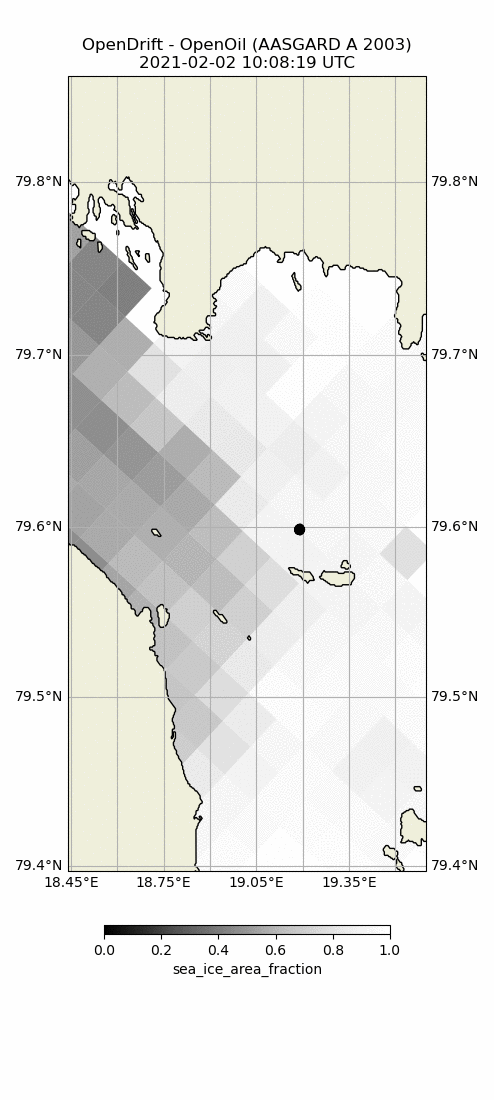 OpenDrift - OpenOil (AASGARD A 2003)
2021-02-02 10:08:19 UTC
79.8°N 79.8°N
79.7°N 79.7°N
79.6°N 79.6°N
79.5°N 79.5°N
79.4°N 79.4°N
18.45°E 18.75°E 19.05°E 19.35°E
0.0 0.2 0.4 0.6 0.8 1.0
sea_ice_area_fraction